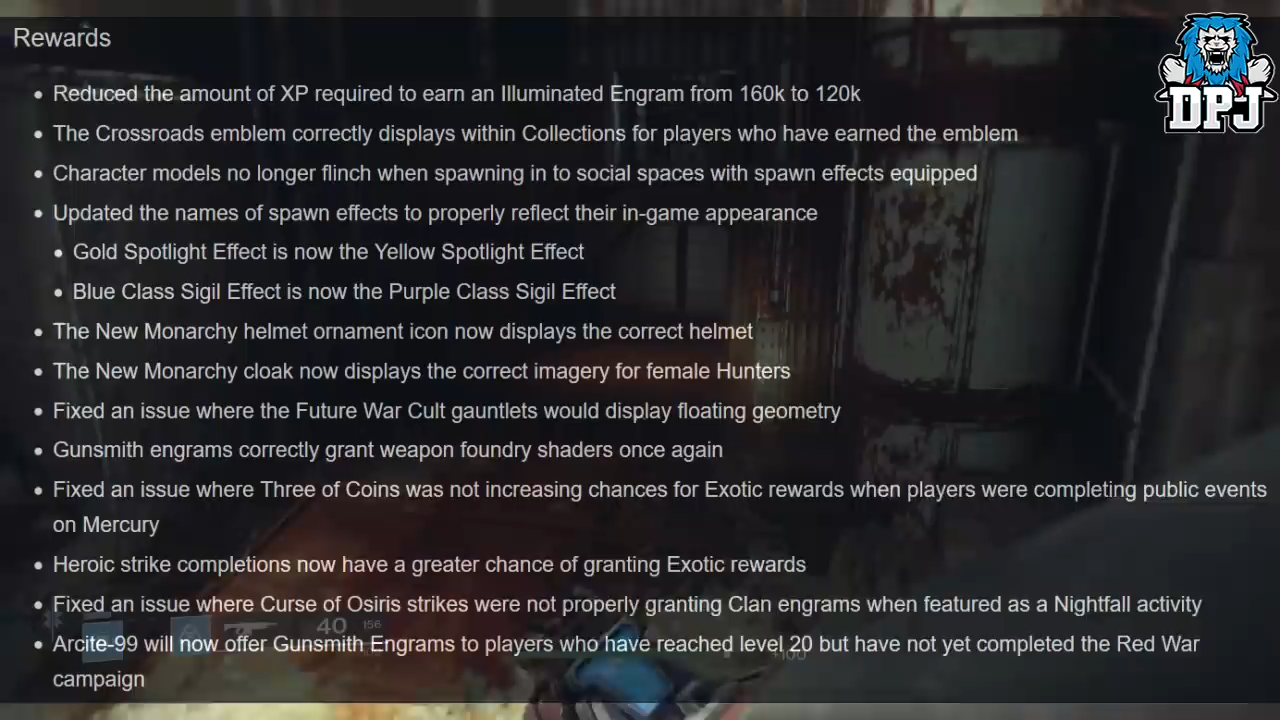 Rewards
DPJ
Reduced the amount of XP required to earn an Illuminated Engram from 160k to 120k
The Crossroads emblem correctly displays within Collections for players who have earned the emblem
Character models no longer flinch when spawning in to social spaces with spawn effects equipped
Updated the names of spawn effects to properly reflect their in-game appearance
Gold Spotlight Effect is now the Yellow Spotlight Effect
Blue Class Sigil Effect is now the Purple Class Sigil Effect
The New Monarchy helmet ornament icon now displays the correct helmet
The New Monarchy cloak now displays the correct imagery for female Hunters
Fixed an issue where the Future War Cult gauntlets would display floating geometry
Gunsmith engrams correctly grant weapon foundry shaders once again
Fixed an issue where Three of Coins was not increasing chances for Exotic rewards when players were completing public events
on Mercury
Heroic strike completions now have a greater chance of granting Exotic rewards
Fixed an issue where Curse of Osiris strikes were not properly granting Clan engrams when featured as a Nightfall activity
40 156
Arcite-99 will now offer Gunsmith Engrams to players who have reached level 20 but have not yet completed the Red War
+100
campaign